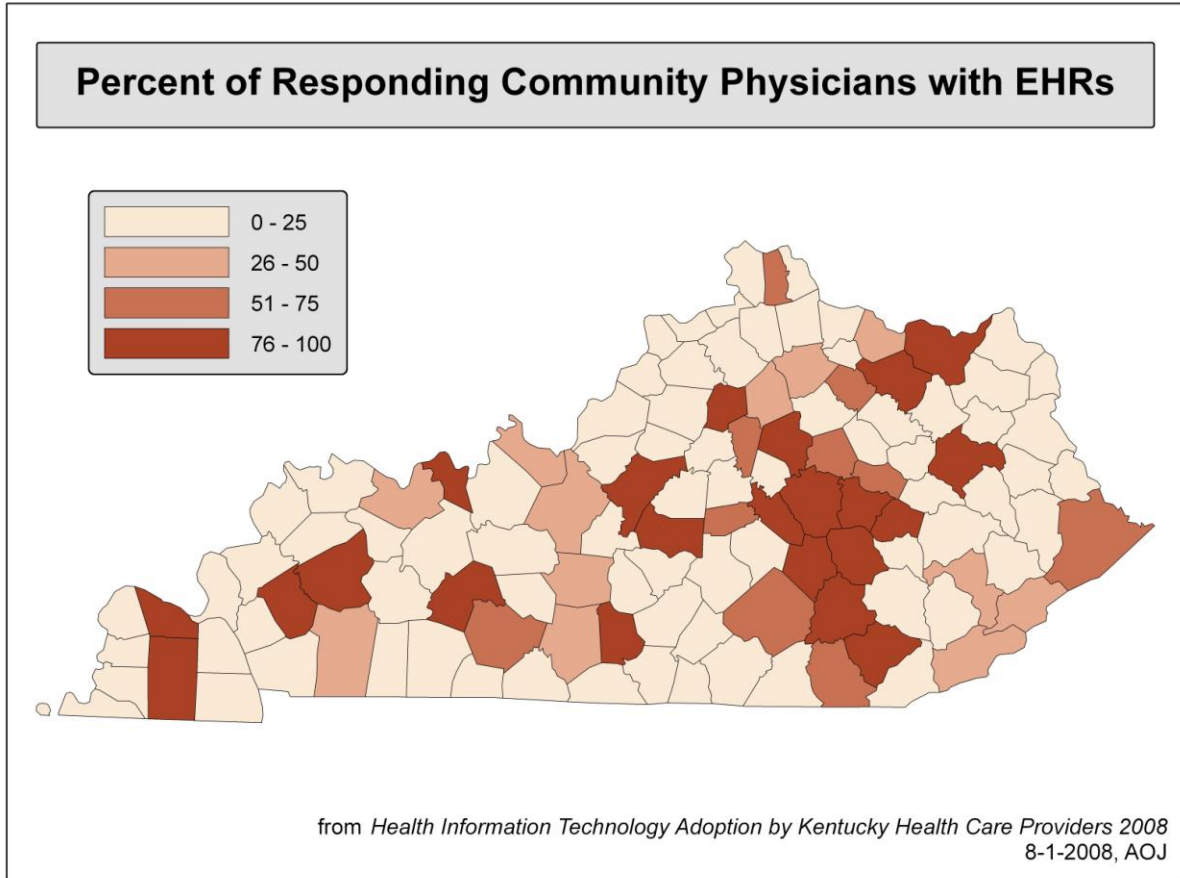 Percent of Responding Community Physicians with EHRs
0 - 25
26 - 50
51 - 75
76 - 100
from Health Information Technology Adoption by Kentucky Health Care Providers 2008
8-1-2008, AOJ